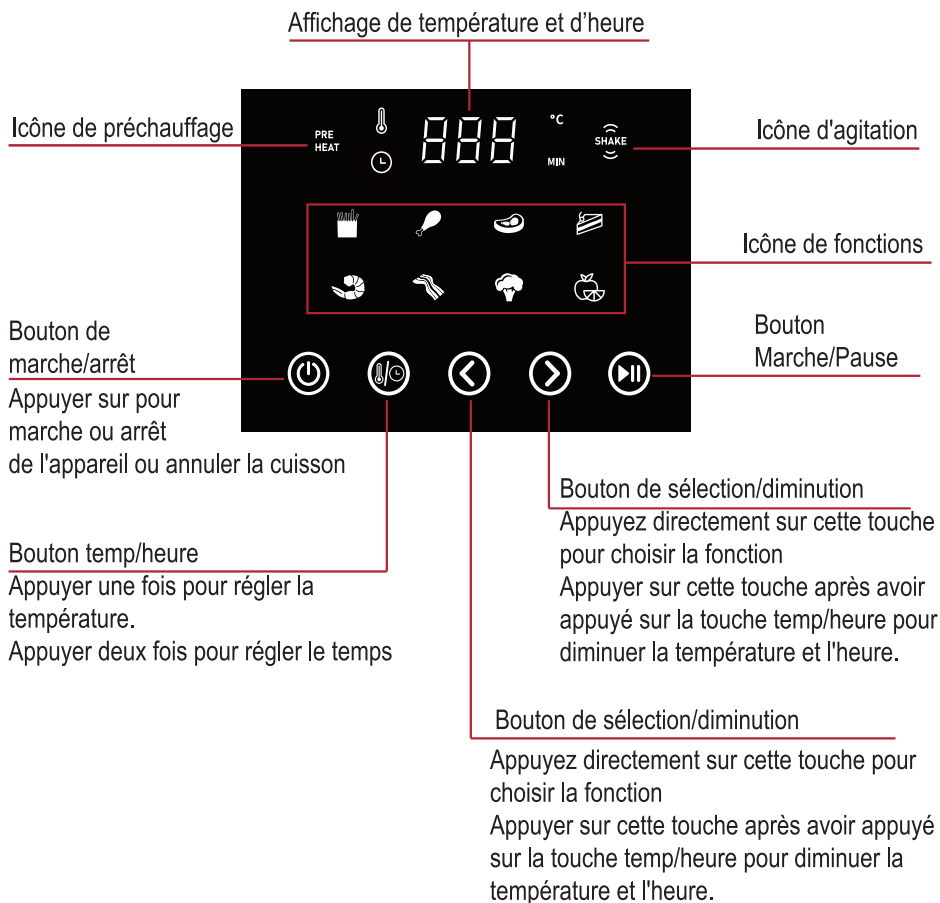 Affichage de température et d'heure
Icône de préchauffage
PRE
HEAT
888
°C
MIN
SHAKE
Icône d'agitation
Icône de fonctions
Bouton de
marche/arrêt
Appuyer sur pour
marche ou arrêt
de l'appareil ou annuler la cuisson
Bouton
Marche/Pause
Bouton temp/heure
Appuyer une fois pour régler la
température.
Appuyer deux fois pour régler le temps
Bouton de sélection/diminution
Appuyez directement sur cette touche
pour choisir la fonction
Appuyer sur cette touche après avoir
appuyé sur la touche temp/heure pour
diminuer la température et l'heure.
Bouton de sélection/diminution
Appuyez directement sur cette touche pour
choisir la fonction
Appuyer sur cette touche après avoir appuyé
sur la touche temp/heure pour diminuer la
température et l'heure.